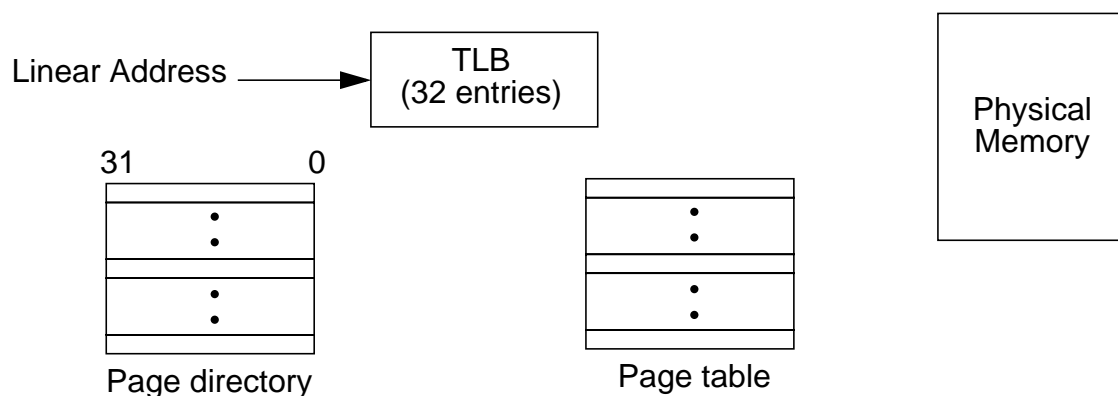 Linear Address
TLB
(32 entries)
Physical
Memory
31 0
Page directory
Page table